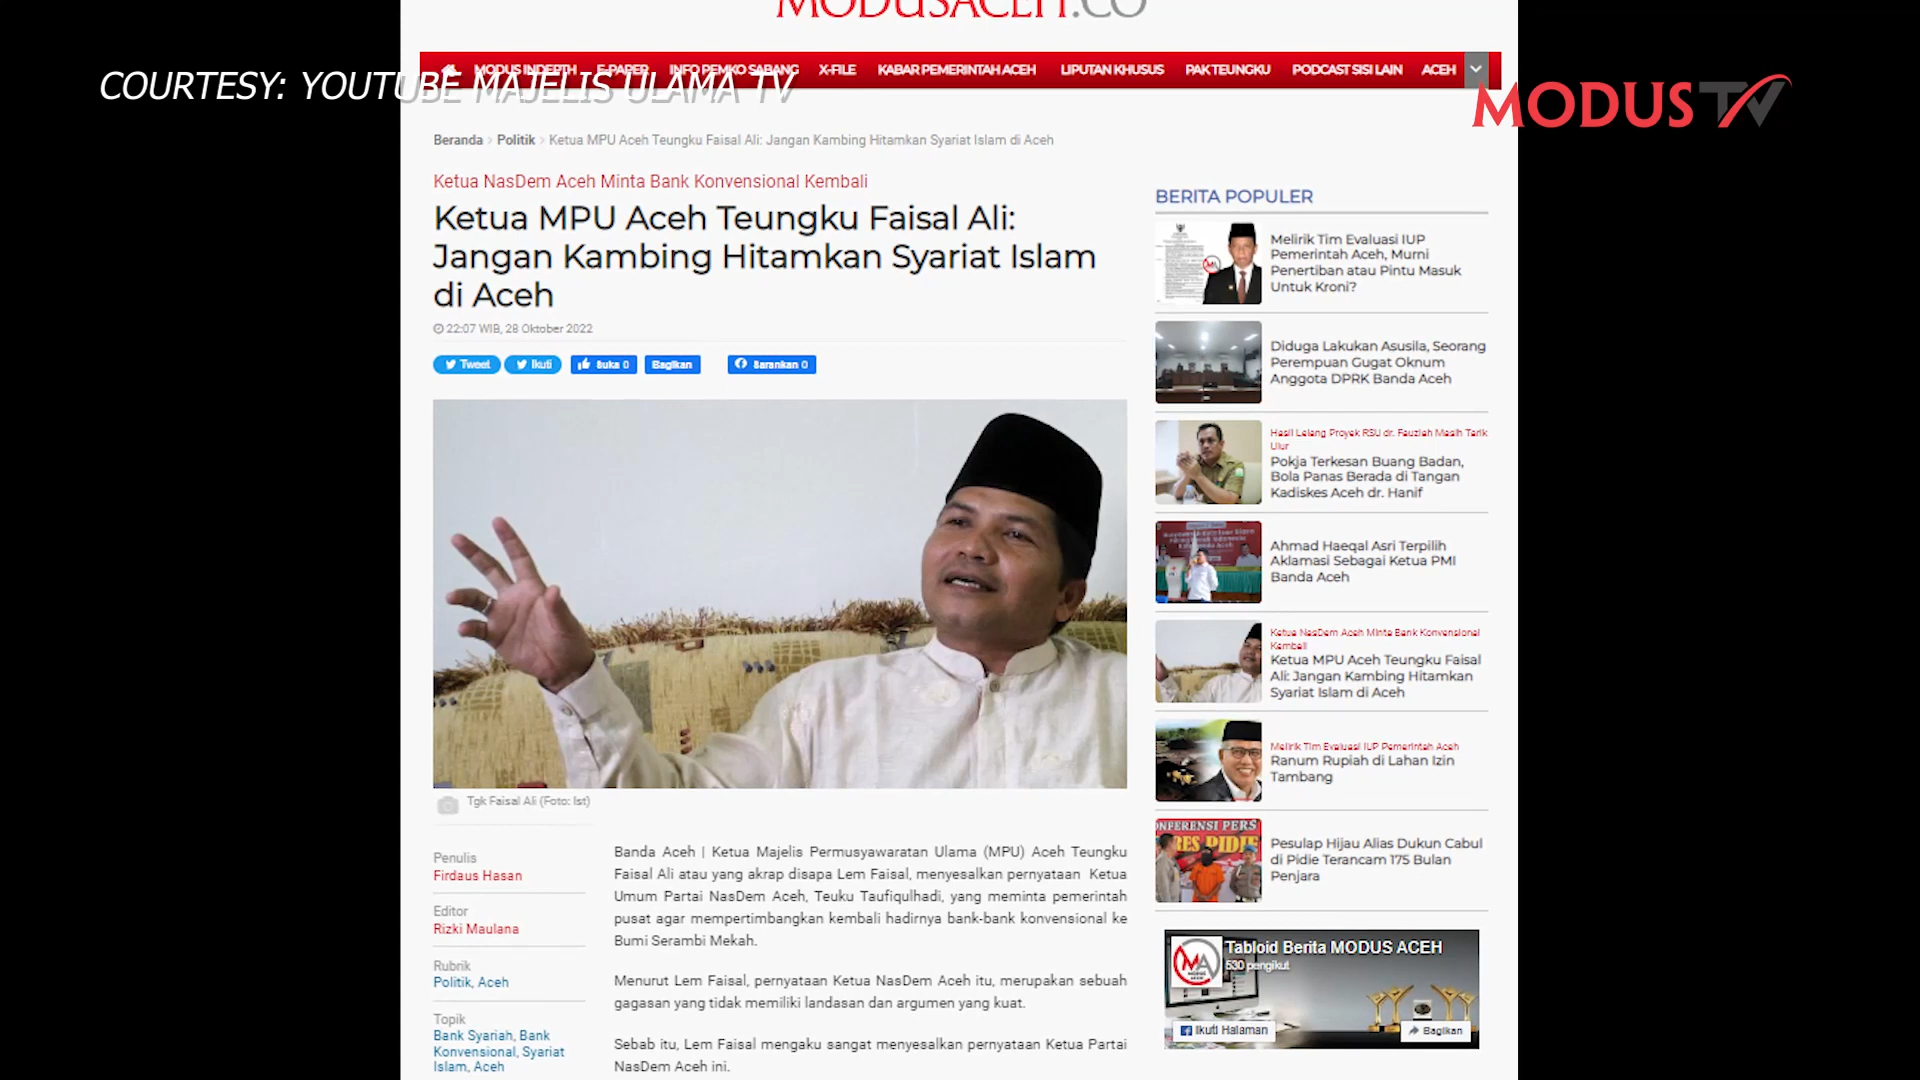 MODUSACEH.CO
COURTESY: YOUTUBE MAJELIS ULAMA TV
MODUS INDEPTH E-PAPER INFO PEMKO SABANG X-FILE KABAR PEMERINTAH ACEH LIPUTAN KHUSUS PAK TEUNGKU PODCAST SISI LAIN ACEH
MODUS TV
Beranda > Politik > Ketua MPU Aceh Teungku Faisal Ali: Jangan Kambing Hitamkan Syariat Islam di Aceh
Ketua NasDem Aceh Minta Bank Konvensional Kembali
Ketua MPU Aceh Teungku Faisal Ali:
Jangan Kambing Hitamkan Syariat Islam
di Aceh
22:07 WIB, 28 Oktober 2022
Tweet Ikuti Suka 0 Bagikan Sarankan 0
Tgk Faisal Ali (Foto: Ist)
Penulis
Firdaus Hasan
Editor
Rizki Maulana
Rubrik
Politik, Aceh
Topik
Bank Syariah, Bank
Konvensional, Syariat
Islam, Aceh
Banda Aceh | Ketua Majelis Permusyawaratan Ulama (MPU) Aceh Teungku
Faisal Ali atau yang akrap disapa Lem Faisal, menyesalkan pernyataan Ketua
Umum Partai NasDem Aceh, Teuku Taufiqulhadi, yang meminta pemerintah
pusat agar mempertimbangkan kembali hadirnya bank-bank konvensional ke
Bumi Serambi Mekah.
Menurut Lem Faisal, pernyataan Ketua NasDem Aceh itu, merupakan sebuah
gagasan yang tidak memiliki landasan dan argumen yang kuat.
Sebab itu, Lem Faisal mengaku sangat menyesalkan pernyataan Ketua Partai
NasDem Aceh ini.
BERITA POPULER
Melirik Tim Evaluasi IUP
Pemerintah Aceh, Murni
Penertiban atau Pintu Masuk
Untuk Kroni?
Diduga Lakukan Asusila, Seorang
Perempuan Gugat Oknum
Anggota DPRK Banda Aceh
Hasil Lelang Proyek RSU dr. Fauziah Masih Tarik
Ulur
Pokja Terkesan Buang Badan,
Bola Panas Berada di Tangan
Kadiskes Aceh dr. Hanif
Ahmad Haeqal Asri Terpilih
Aklamasi Sebagai Ketua PMI
Banda Aceh
Ketua NasDem Aceh Minta Bank Konvensional
Kembali
Ketua MPU Aceh Teungku Faisal
Ali: Jangan Kambing Hitamkan
Syariat Islam di Aceh
Melirik Tim Evaluasi IUP Pemerintah Aceh
Ranum Rupiah di Lahan Izin
Tambang
Pesulap Hijau Alias Dukun Cabul
di Pidie Terancam 175 Bulan
Penjara
Tabloid Berita MODUS ACEH
530 pengikut
Ikuti Halaman Bagikan